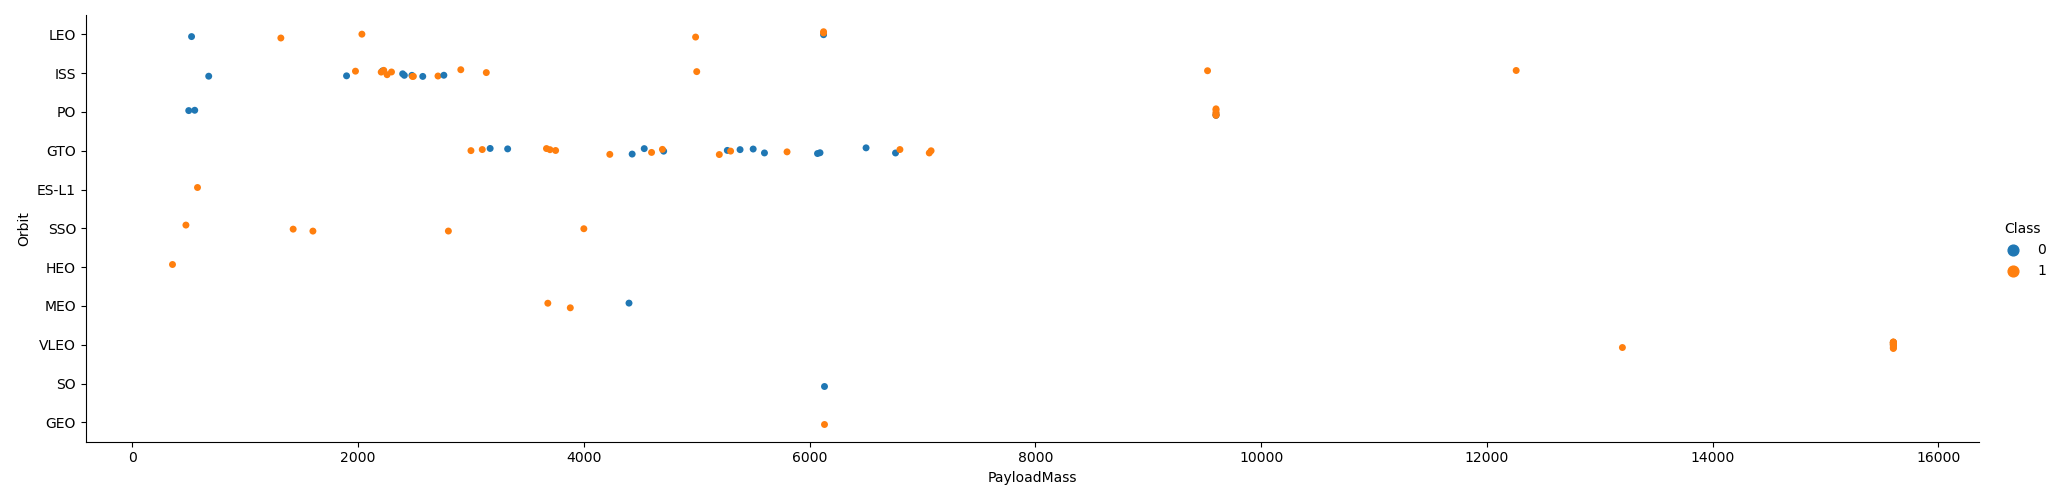 LEO
ISS
PO
GTO
ES-L1
SSO
HEO
MEO
VLEO
SO
GEO
Orbit
0 2000 4000 6000 8000 10000 12000 14000 16000
PayloadMass
Class
0
1